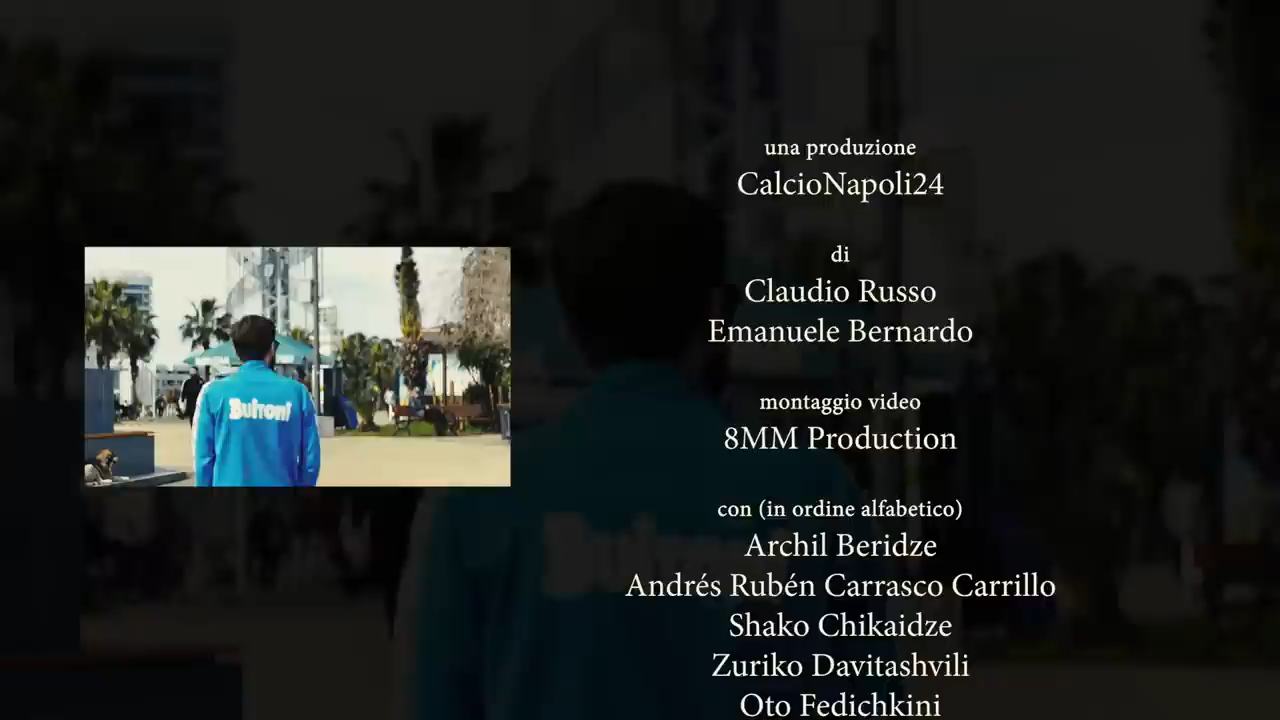 una produzione
CalcioNapoli24
di
Claudio Russo
Emanuele Bernardo
montaggio video
8MM Production
con (in ordine alfabetico)
Archil Beridze
Andrés Rubén Carrasco Carrillo
Shako Chikaidze
Zuriko Davitashvili
Oto Fedichkini
Buitoni